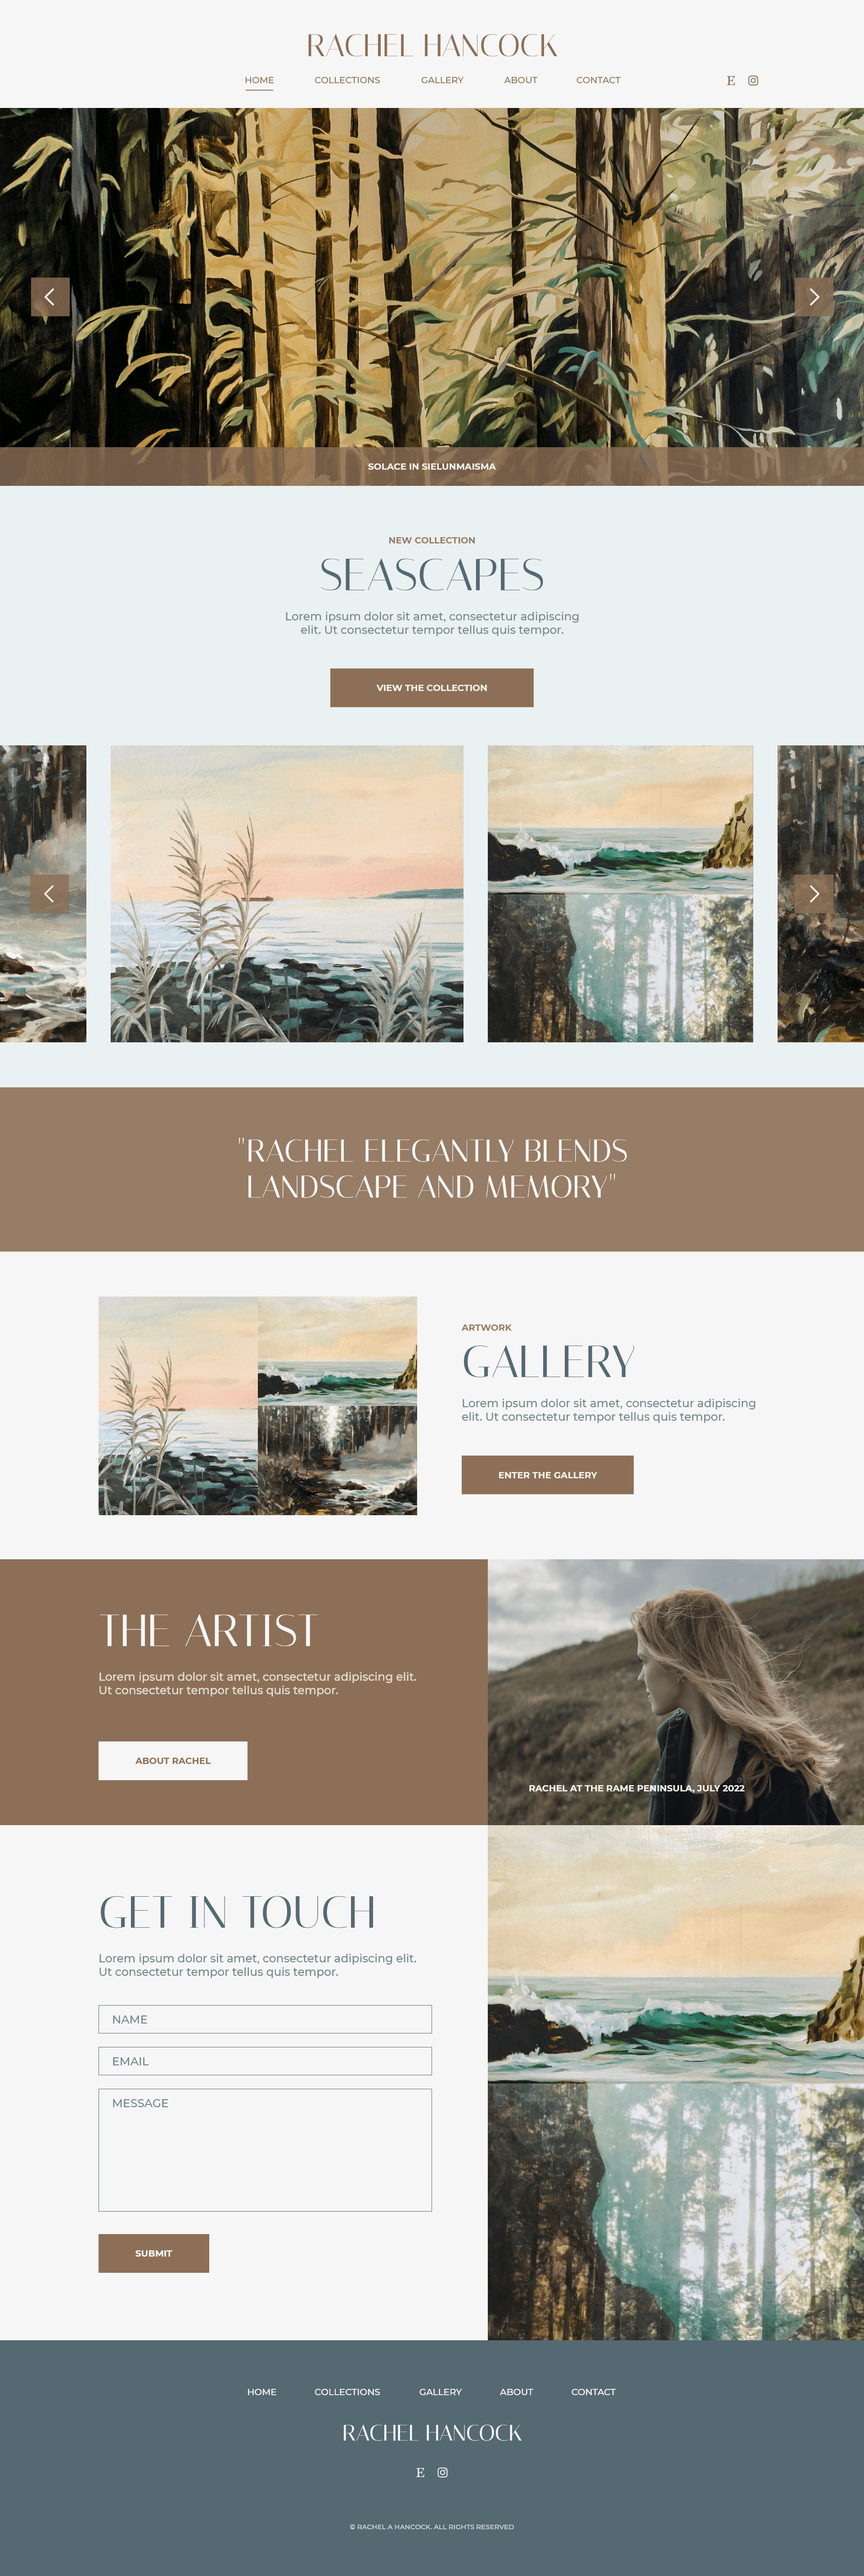 RACHEL HANCOCK
HOME COLLECTIONS GALLERY ABOUT CONTACT E
SOLACE IN SIELUNMAISMA
NEW COLLECTION
SEASCAPES
Lorem ipsum dolor sit amet, consectetur adipiscing
elit. Ut consectetur tempor tellus quis tempor.
VIEW THE COLLECTION
"RACHEL ELEGANTLY BLENDS
LANDSCAPE AND MEMORY"
ARTWORK
GALLERY
Lorem ipsum dolor sit amet, consectetur adipiscing
elit. Ut consectetur tempor tellus quis tempor.
ENTER THE GALLERY
THE ARTIST
Lorem ipsum dolor sit amet, consectetur adipiscing elit.
Ut consectetur tempor tellus quis tempor.
ABOUT RACHEL
RACHEL AT THE RAME PENINSULA, JULY 2022
GET IN TOUCH
Lorem ipsum dolor sit amet, consectetur adipiscing elit.
Ut consectetur tempor tellus quis tempor.
NAME
EMAIL
MESSAGE
SUBMIT
HOME COLLECTIONS GALLERY ABOUT CONTACT
RACHEL HANCOCK
E
© RACHEL A HANCOCK. ALL RIGHTS RESERVED